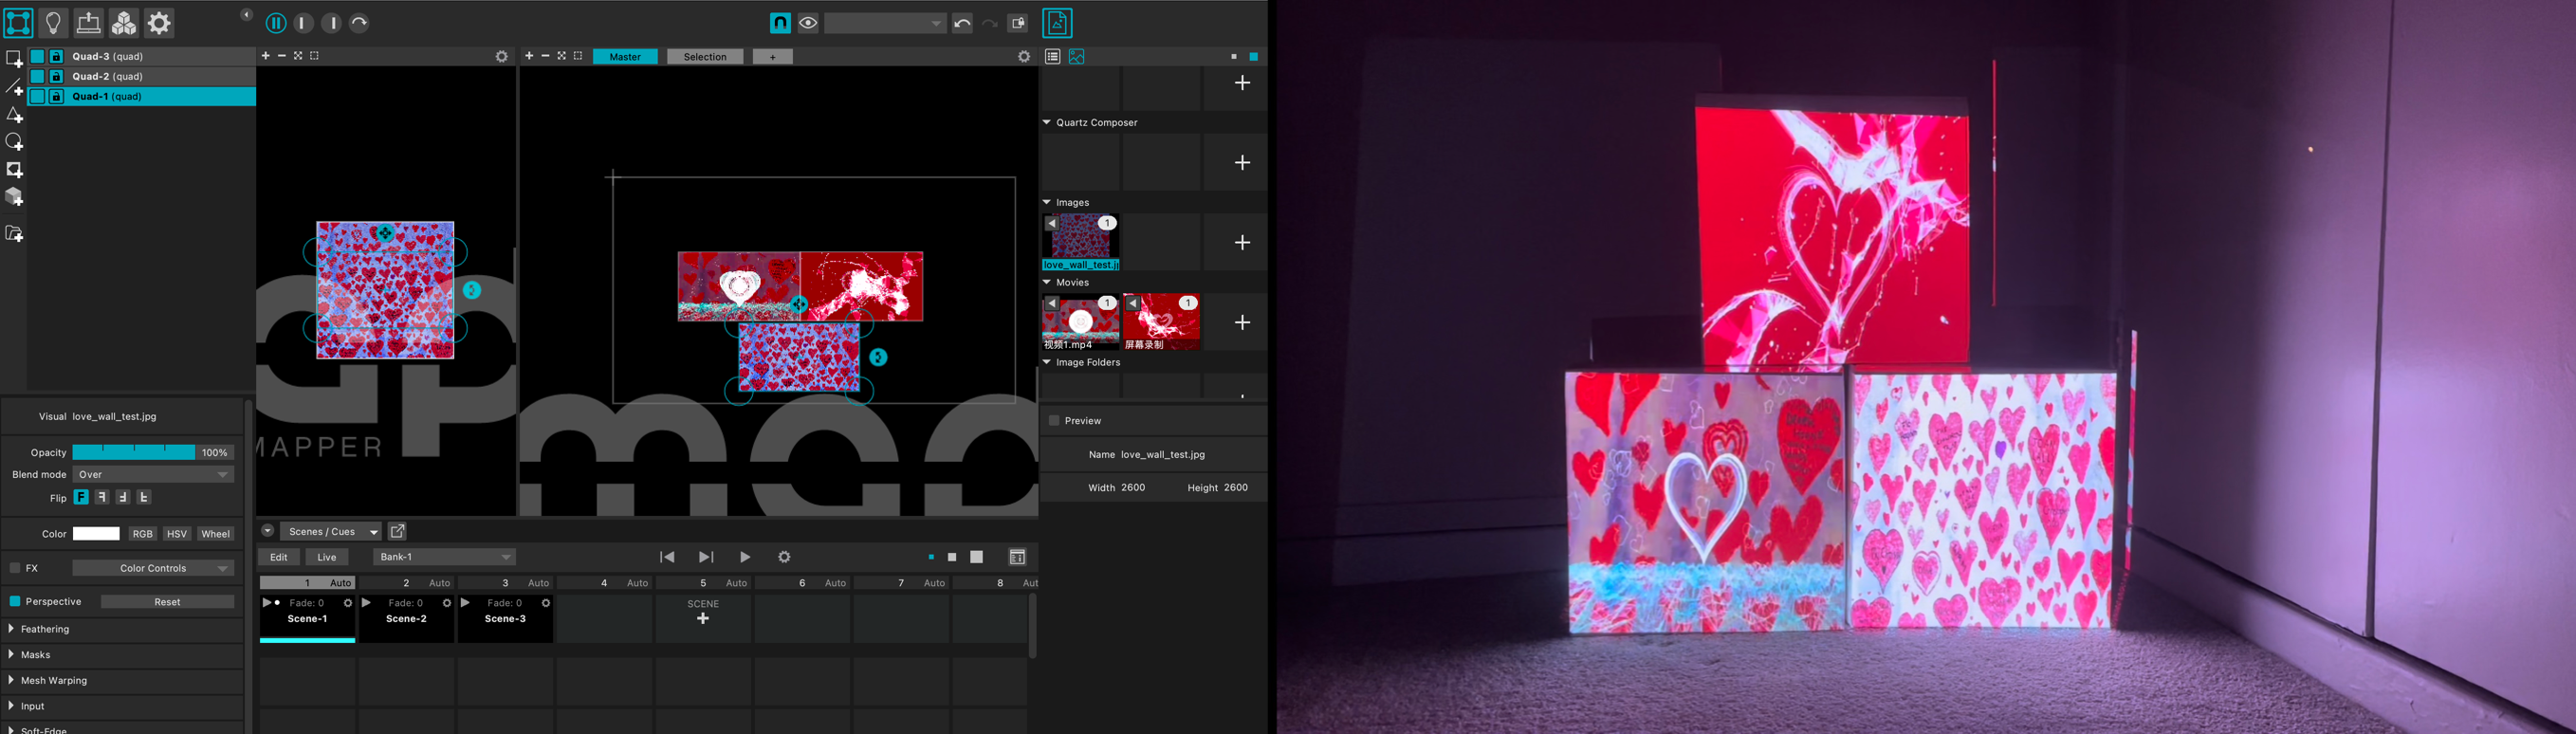 Quad-3 (quad)
Quad-2 (quad)
Quad-1 (quad)
Visual love_wall_test.jpg
Opacity 100%
Blend mode Over
Flip
Color RGB HSV Wheel
FX Color Controls
Perspective Reset
Feathering
Masks
Mesh Warping
Input
Soft-Edge
MAPPER
Master Selection +
map
Scenes / Cues
Edit Live Bank-1
1 Auto 2 Auto 3 Auto 4 Auto 5 Auto 6 Auto 7 Auto 8 Aut
Fade: 0 Fade: 0 Fade: 0 SCENE
Scene-1 Scene-2 Scene-3 +
Quartz Composer
Images
1
love_wall_test.j
Movies
1 1
视频1.mp4 屏幕录制
Image Folders
Preview
Name love_wall_test.jpg
Width 2600 Height 2600